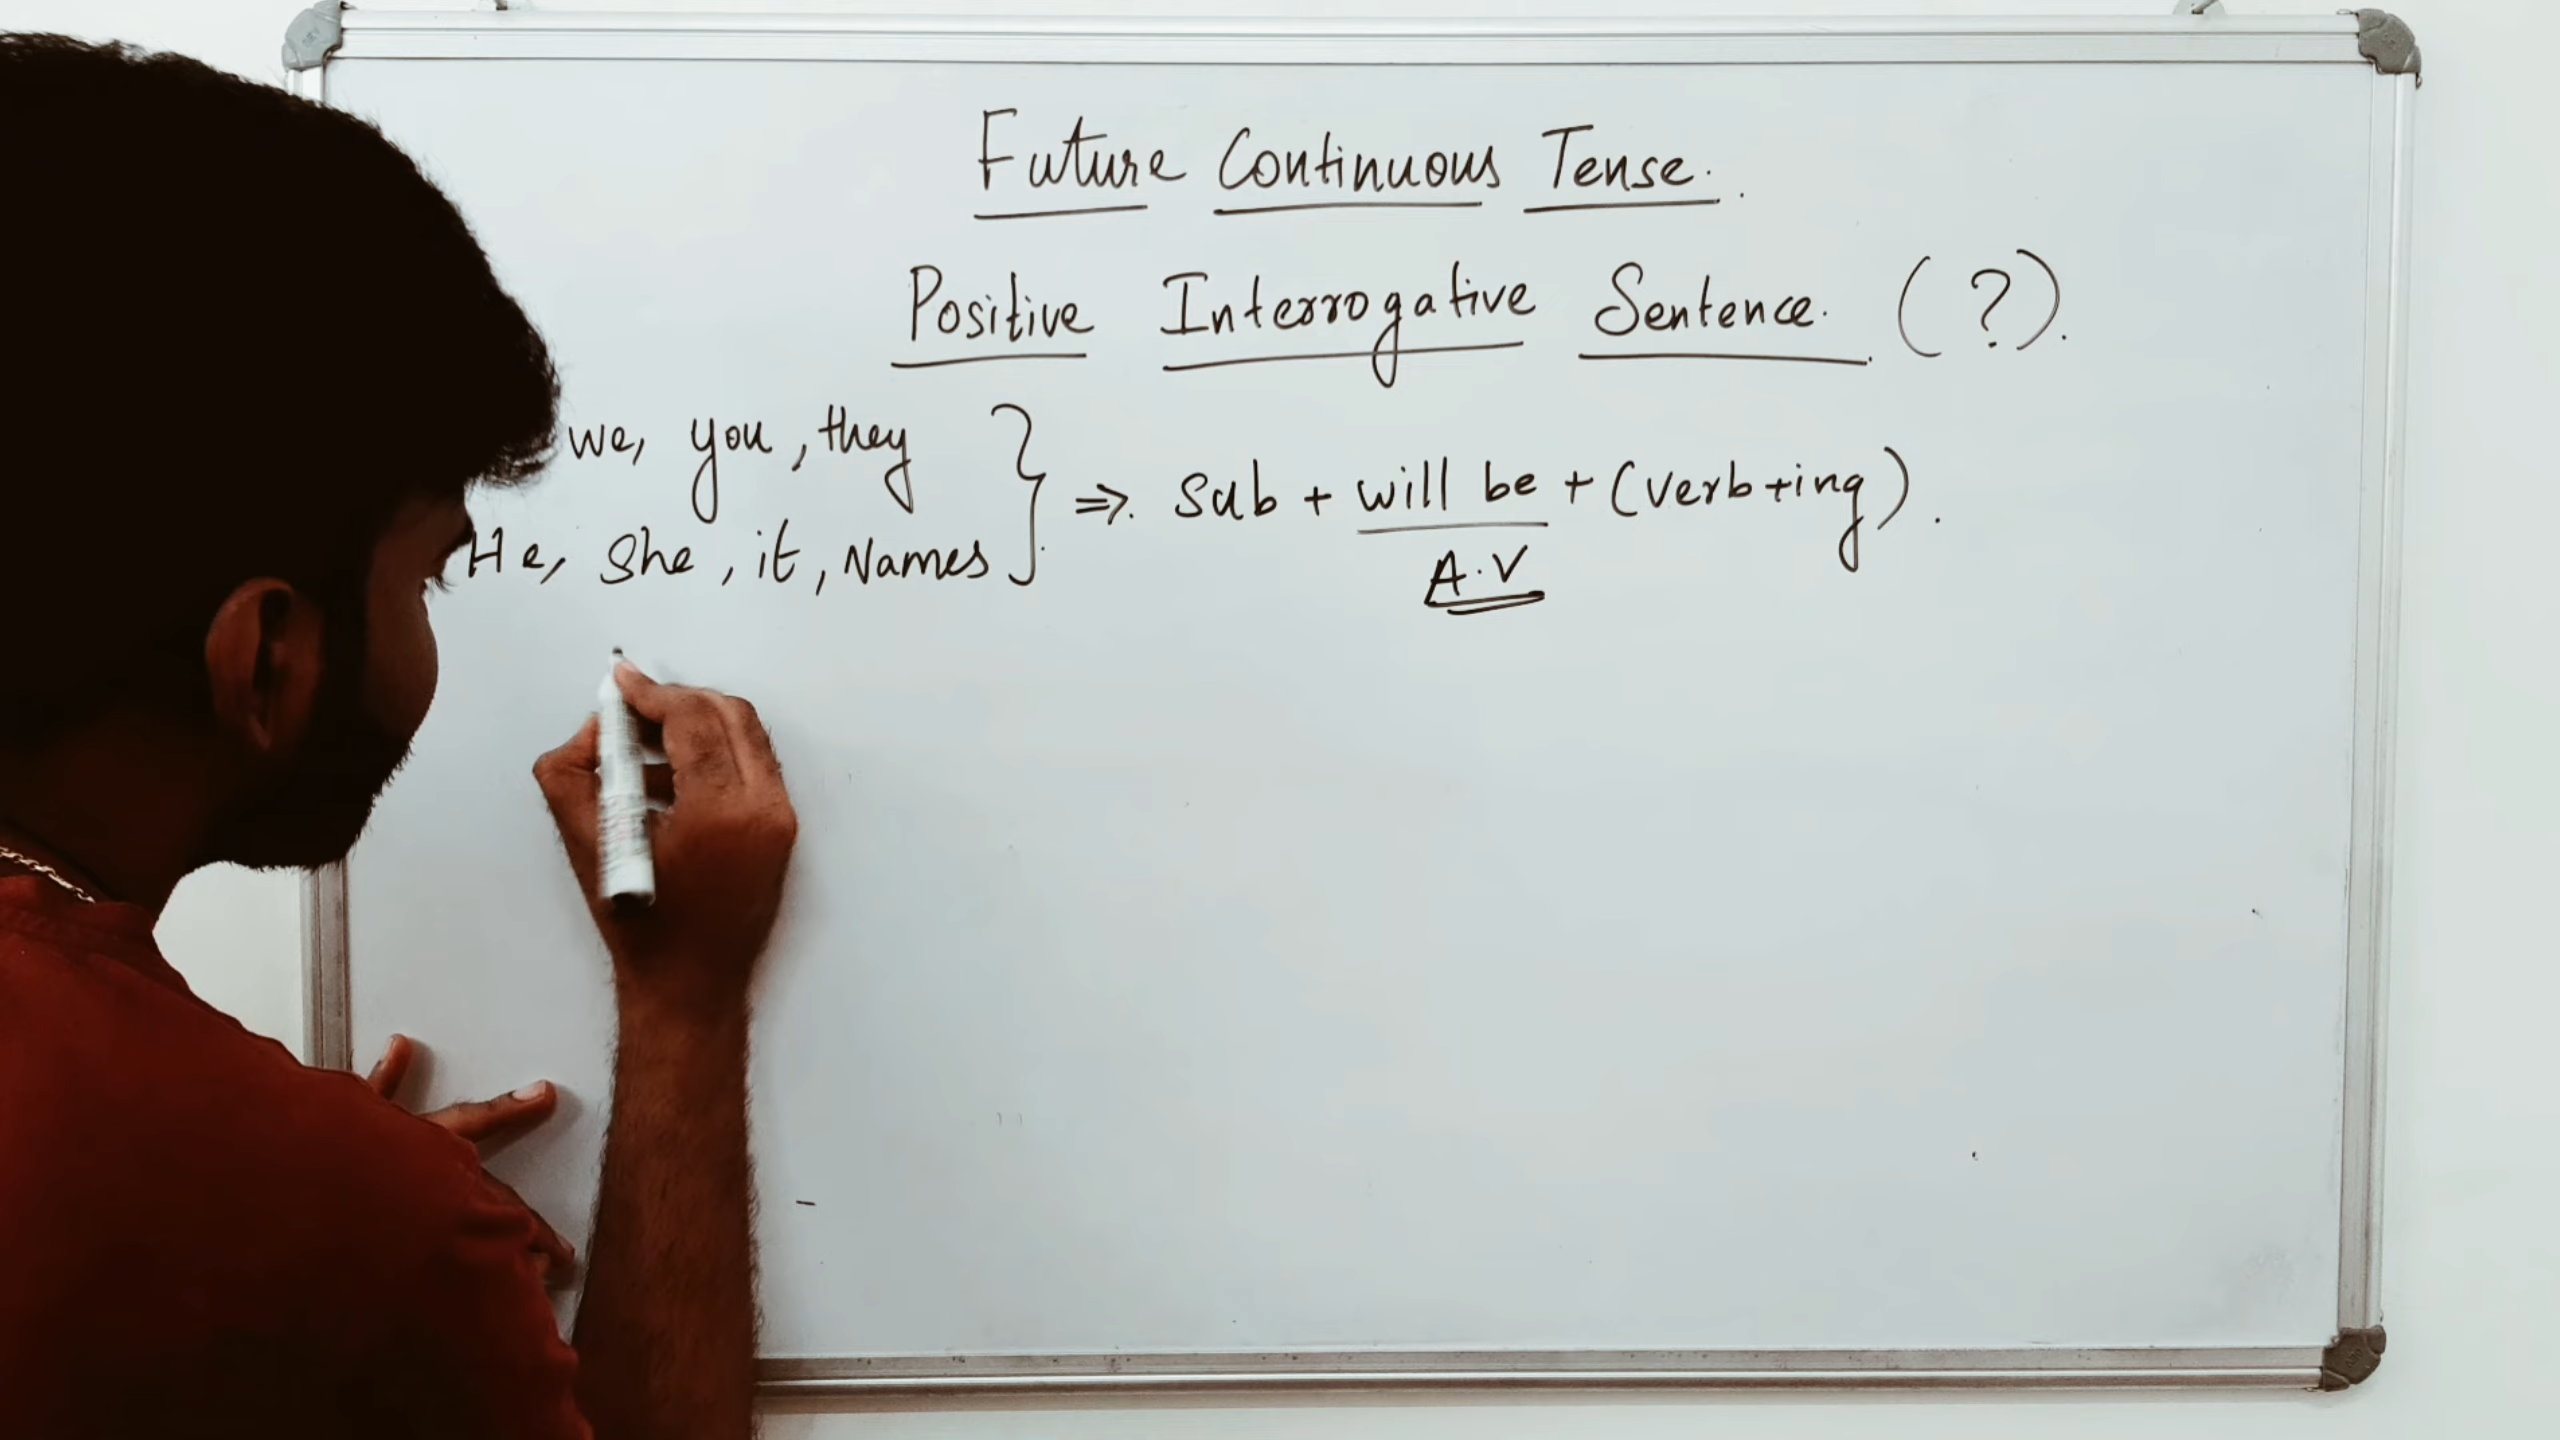 Future Continuous Tense.
Positive Interrogative Sentence. (?).
we, you, they
He, She, it, Names } ⇒ Sub + will be + (verb+ing).
A.V